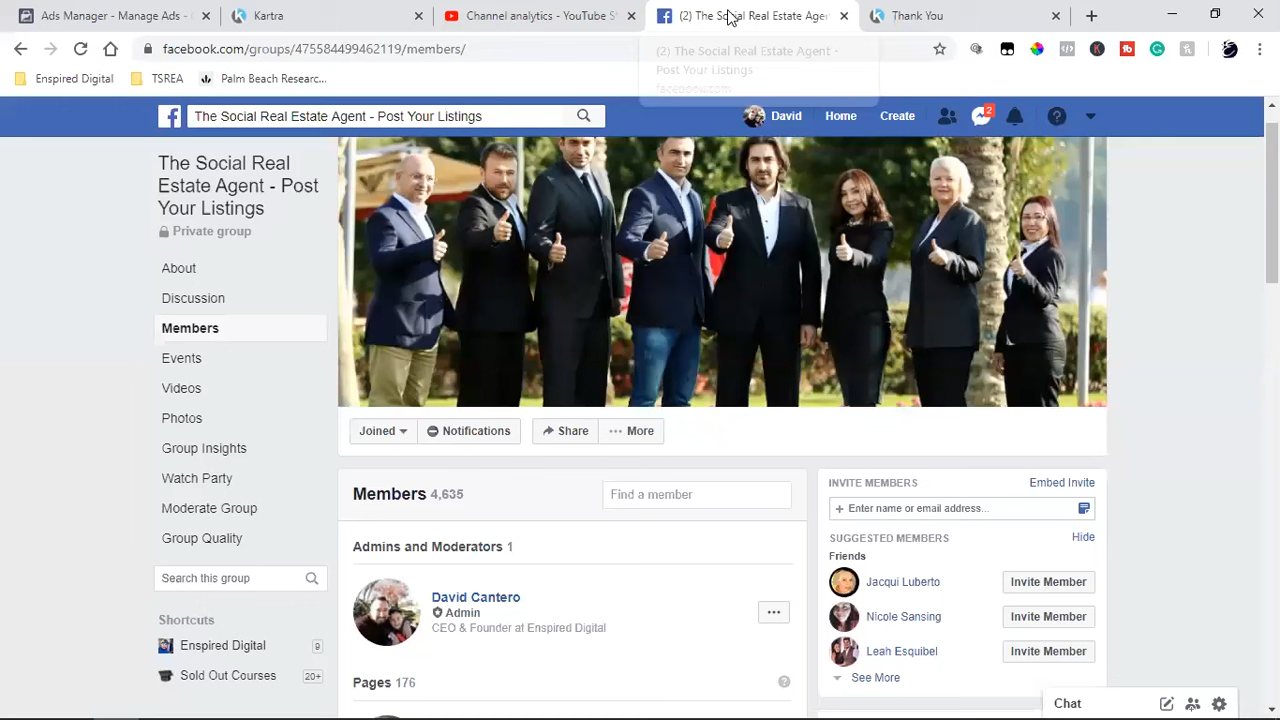 Ads Manager - Manage Ads -
Kartra
Channel analytics - YouTube S
(2) The Social Real Estate Agen
Thank You
facebook.com/groups/475584499462119/members/
(2) The Social Real Estate Agent -
Post Your Listings
facebook.com
Enspired Digital
TSREA
Palm Beach Researc...
The Social Real Estate Agent - Post Your Listings
David
Home
Create
2
The Social Real
Estate Agent - Post
Your Listings
Private group
About
Discussion
Members
Events
Videos
Photos
Group Insights
Watch Party
Moderate Group
Group Quality
Search this group
Shortcuts
Enspired Digital 9
Sold Out Courses 20+
Joined
Notifications
Share
More
Members 4,635
Find a member
Admins and Moderators 1
David Cantero
Admin
CEO & Founder at Enspired Digital
Pages 176
INVITE MEMBERS
Embed Invite
+ Enter name or email address...
SUGGESTED MEMBERS
Hide
Friends
Jacqui Luberto
Invite Member
Nicole Sansing
Invite Member
Leah Esquibel
Invite Member
See More
Chat